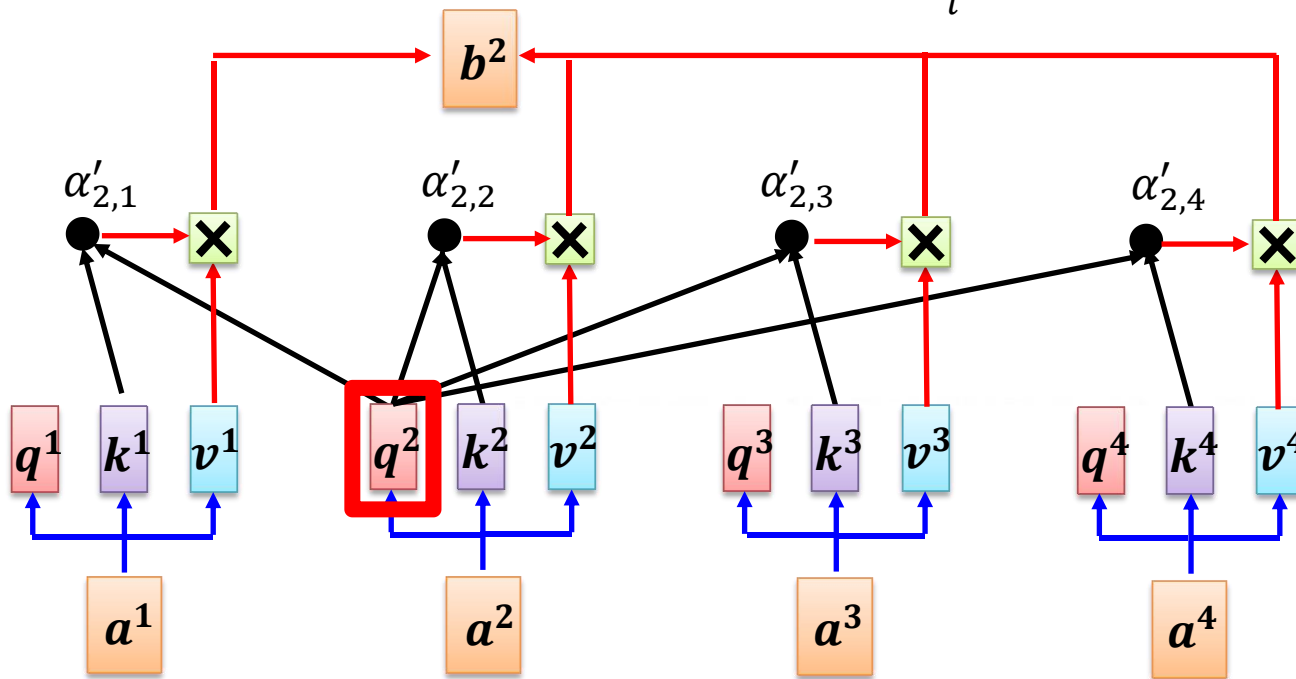 i
b²
α′₂,₁ α′₂,₂ α′₂,₃ α′₂,₄
q¹ k¹ v¹ q² k² v² q³ k³ v³ q⁴ k⁴ v⁴
a¹ a² a³ a⁴